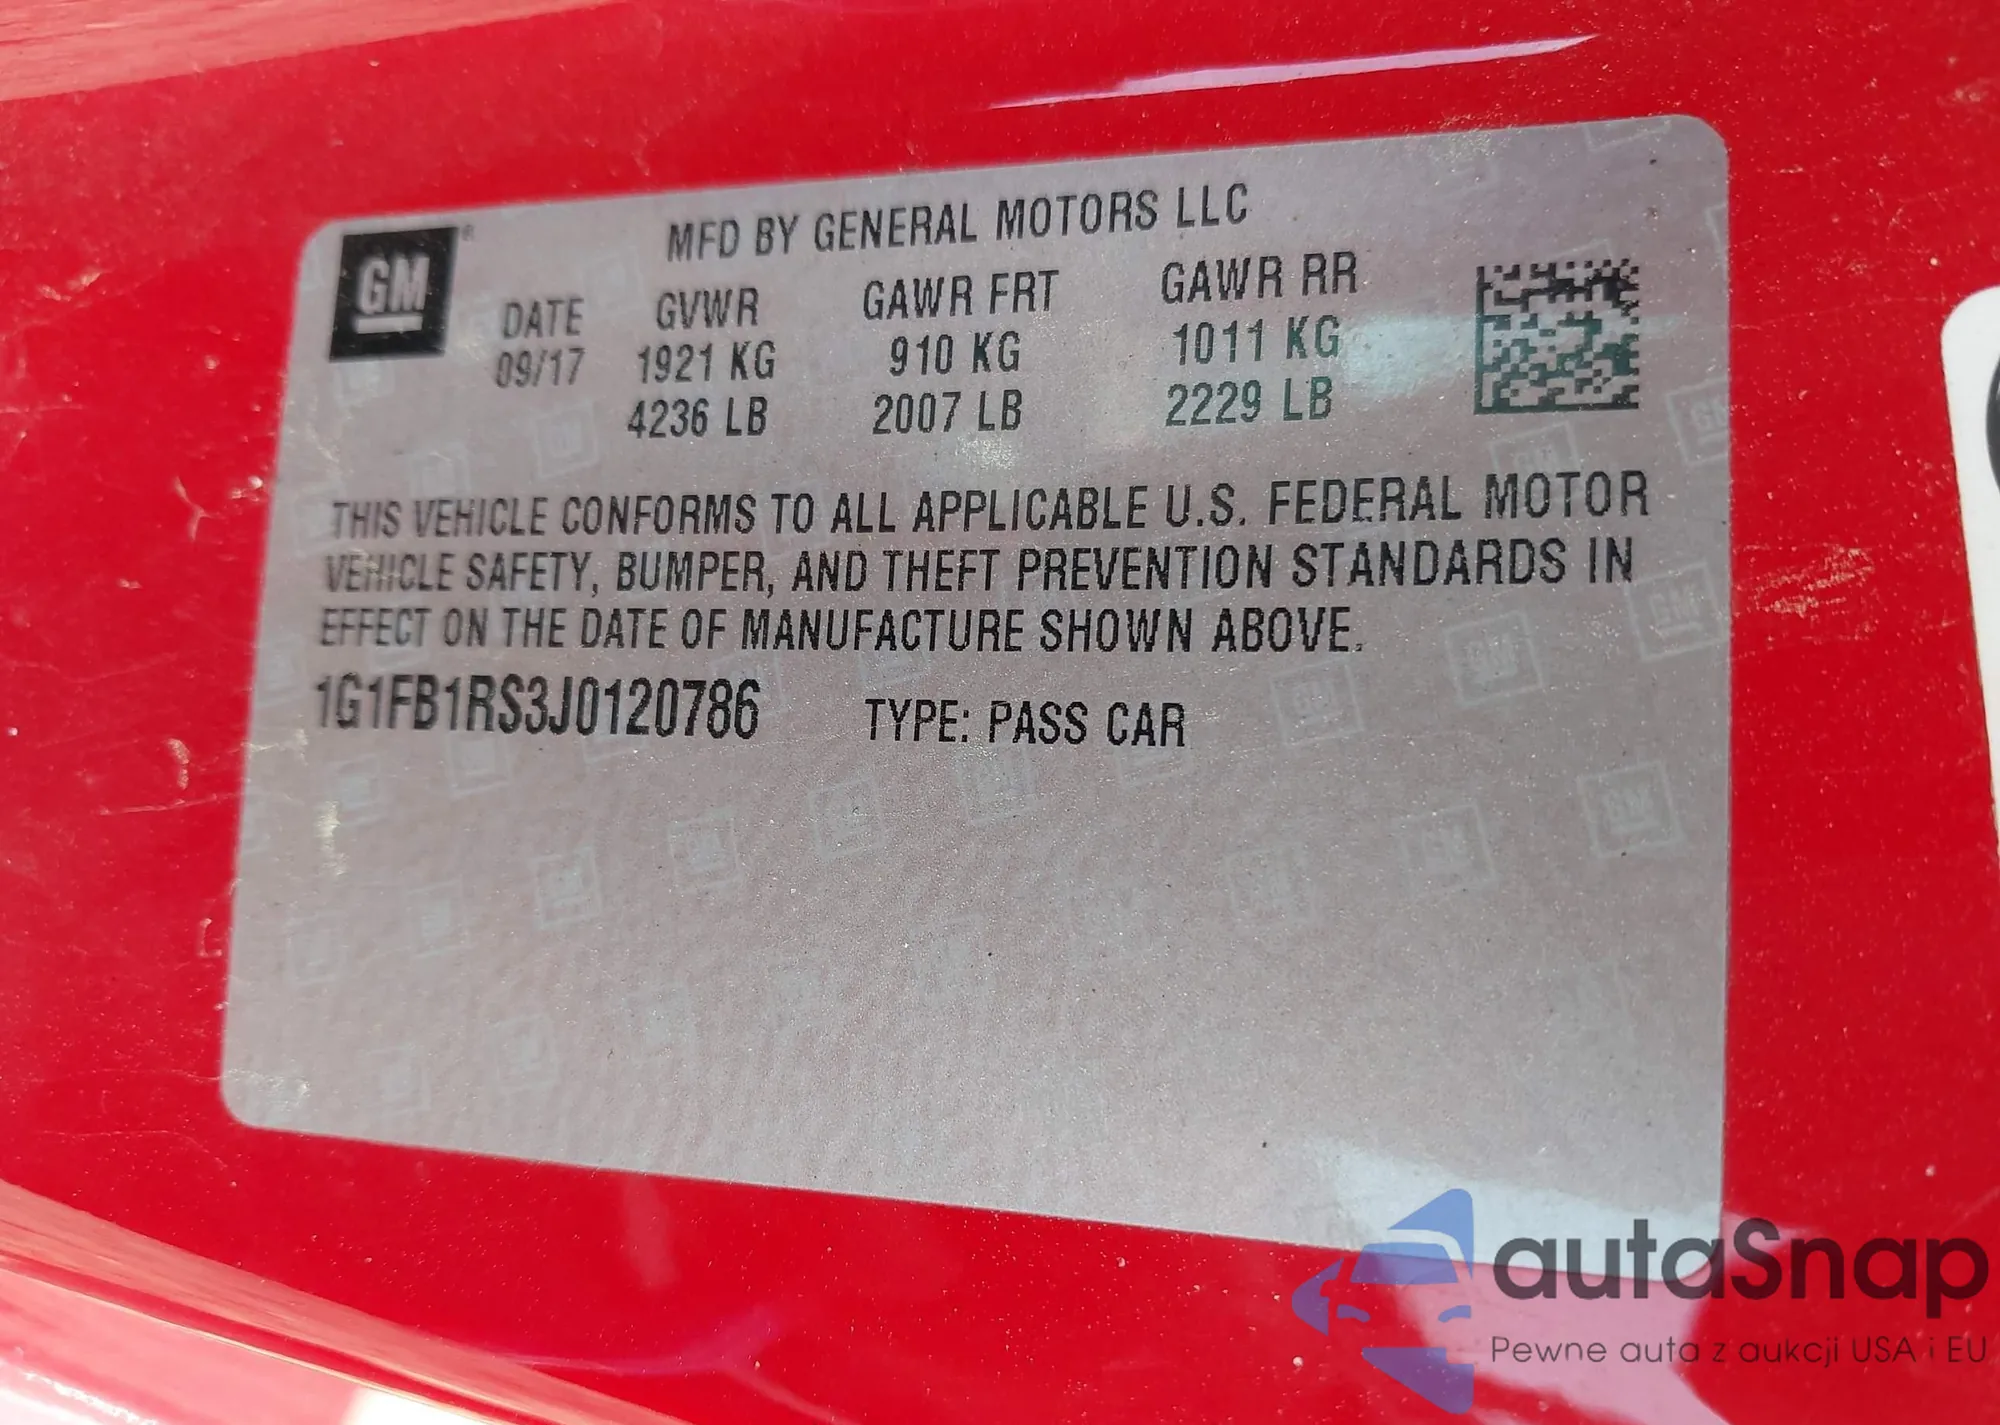 GM
MFD BY GENERAL MOTORS LLC
DATE GVWR GAWR FRT GAWR RR
09/17 1921 KG 910 KG 1011 KG
4236 LB 2007 LB 2229 LB
THIS VEHICLE CONFORMS TO ALL APPLICABLE U.S. FEDERAL MOTOR
VEHICLE SAFETY, BUMPER, AND THEFT PREVENTION STANDARDS IN
EFFECT ON THE DATE OF MANUFACTURE SHOWN ABOVE.
1G1FB1RS3J0120786 TYPE: PASS CAR
autaSnap
Pewne auta z aukcji USA i EU